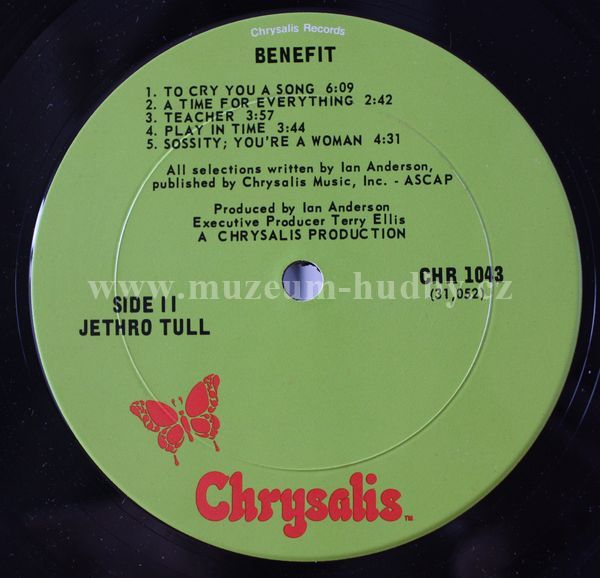 Chrysalis Records
BENEFIT
1. TO CRY YOU A SONG 6:09
2. A TIME FOR EVERYTHING 2:42
3. TEACHER 3:57
4. PLAY IN TIME 3:44
5. SOSSITY; YOU'RE A WOMAN 4:31
All selections written by Ian Anderson,
published by Chrysalis Music, Inc. - ASCAP
Produced by Ian Anderson
Executive Producer Terry Ellis
A CHRYSALIS PRODUCTION
CHR 1043
(31,052)
www.muzeum-hudby.cz
SIDE II
JETHRO TULL
Chrysalis TM